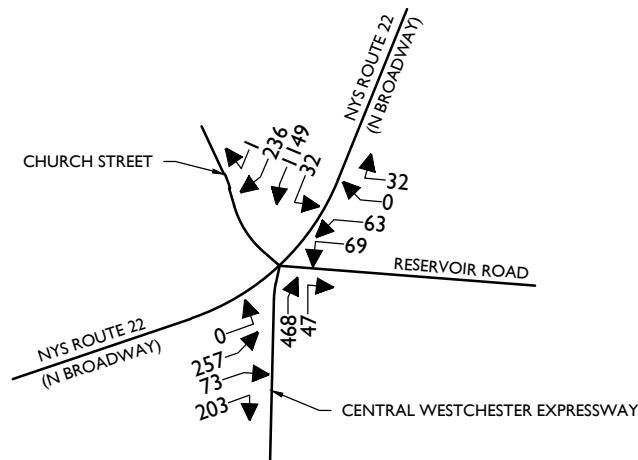 NYS ROUTE 22
(N BROADWAY)
CHURCH STREET
1
236
1149
32
32
0
63
69
RESERVOIR ROAD
468
47
NYS ROUTE 22
(N BROADWAY)
0
257
73
203
CENTRAL WESTCHESTER EXPRESSWAY